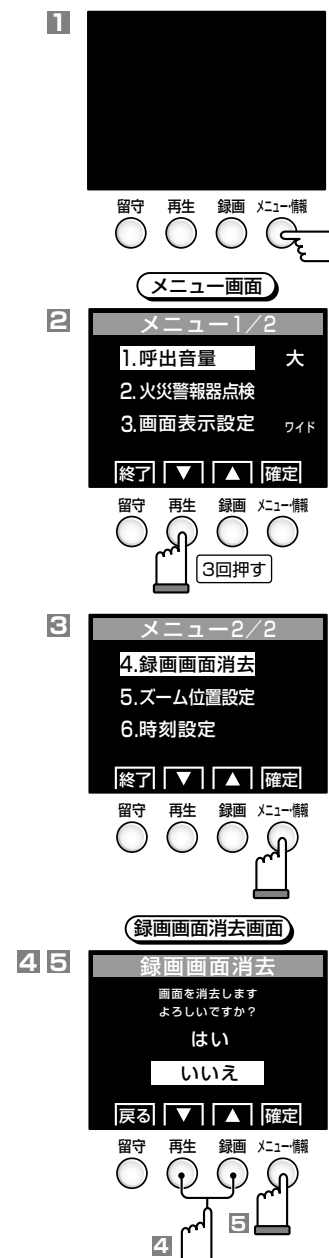 1
留守 再生 録画 メニュー・情報
メニュー画面
2
メニュー1/2
1.呼出音量 大
2.火災警報器点検
3.画面表示設定 ワイド
終了 ▼ ▲ 確定
留守 再生 録画 メニュー・情報
3回押す
3
メニュー2/2
4.録画画面消去
5.ズーム位置設定
6.時刻設定
終了 ▼ ▲ 確定
留守 再生 録画 メニュー・情報
録画画面消去画面
4 5
録画画面消去
画面を消去します
よろしいですか?
はい
いいえ
戻る ▼ ▲ 確定
留守 再生 録画 メニュー・情報
5
4